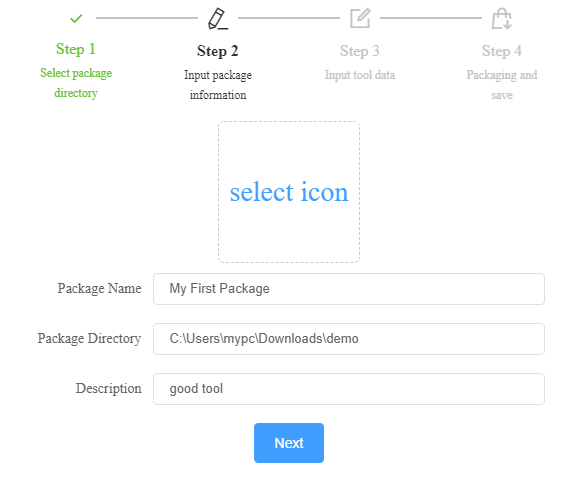 Step 1
Step 2
Step 3
Step 4
Select package
directory
Input package
information
Input tool data
Packaging and
save
select icon
Package Name
My First Package
Package Directory
C:\Users\mypc\Downloads\demo
Description
good tool
Next